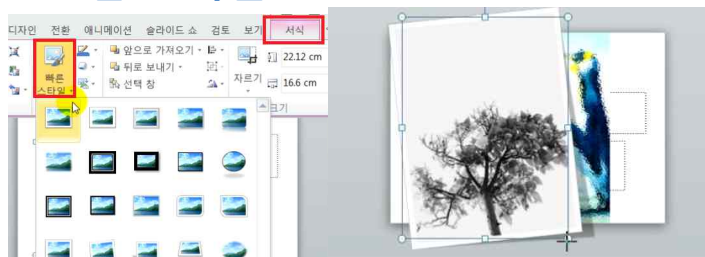 디자인 전환 애니메이션 슬라이드 쇼 검토 보기 서식
앞으로 가져오기
뒤로 보내기
선택 창
빠른
스타일
자르기
22.12 cm
16.6 cm
크기